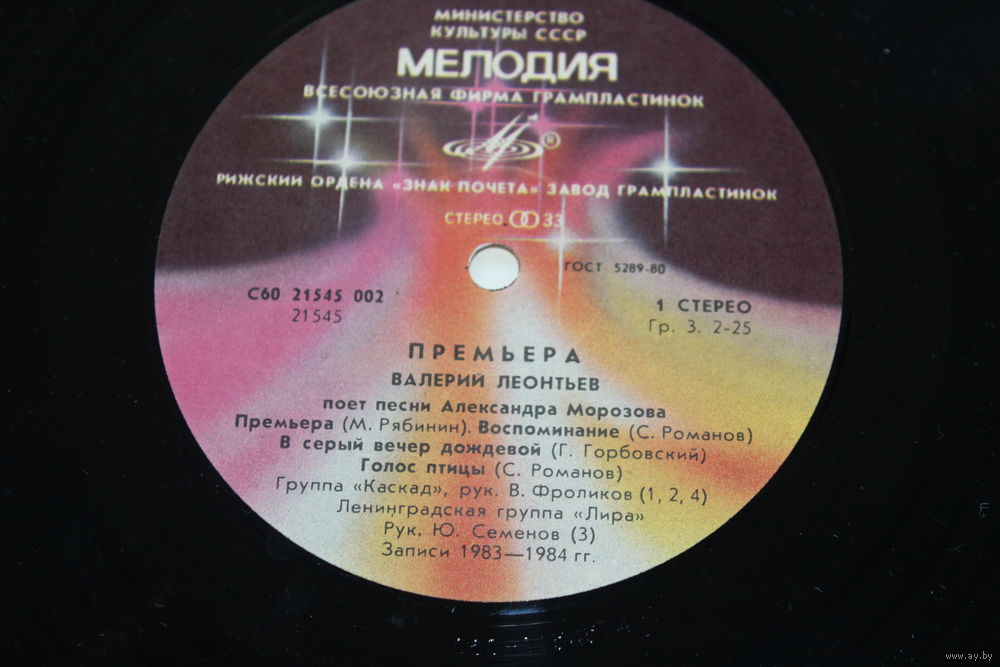 МИНИСТЕРСТВО
КУЛЬТУРЫ СССР
МЕЛОДИЯ
ВСЕСОЮЗНАЯ ФИРМА ГРАМПЛАСТИНОК
®
РИЖСКИЙ ОРДЕНА «ЗНАК ПОЧЕТА» ЗАВОД ГРАМПЛАСТИНОК
СТЕРЕО 33
ГОСТ 5289-80
С60 21545 002
21545
1 СТЕРЕО
Гр. 3. 2-25
ПРЕМЬЕРА
ВАЛЕРИЙ ЛЕОНТЬЕВ
поет песни Александра Морозова
Премьера (М. Рябинин). Воспоминание (С. Романов)
В серый вечер дождевой (Г. Горбовский)
Голос птицы (С. Романов)
Группа «Каскад», рук. В. Фроликов (1, 2, 4)
Ленинградская группа «Лира»
Рук. Ю. Семенов (3)
Записи 1983—1984 гг.
www.ay.by